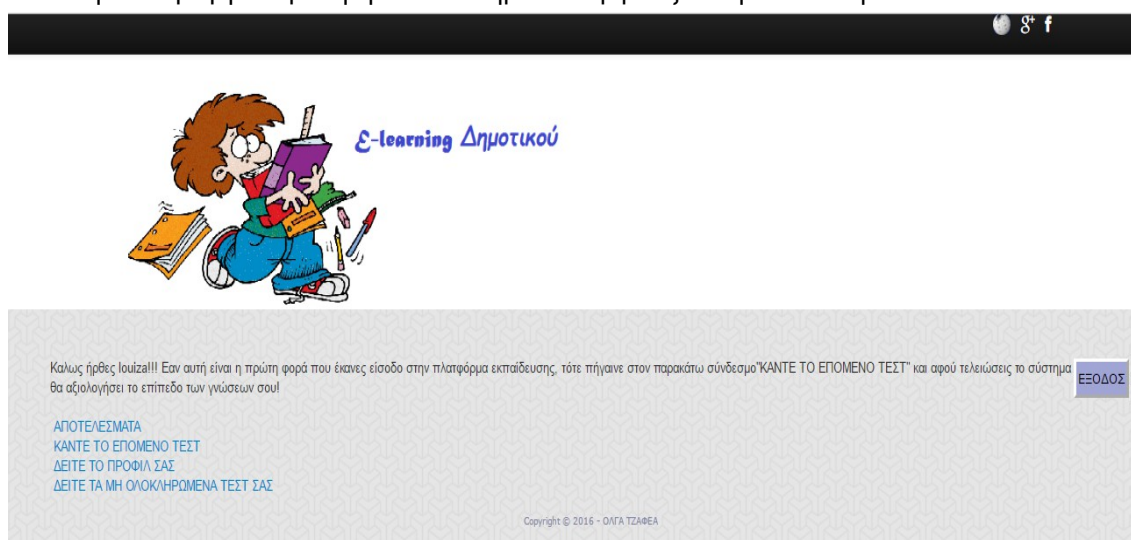 E-learning Δημοτικού
Καλως ήρθες louiza!!! Εαν αυτή είναι η πρώτη φορά που έκανες είσοδο στην πλατφόρμα εκπαίδευσης, τότε πήγαινε στον παρακάτω σύνδεσμο"ΚΑΝΤΕ ΤΟ ΕΠΟΜΕΝΟ ΤΕΣΤ" και αφού τελειώσεις το σύστημα
θα αξιολογήσει το επίπεδο των γνώσεων σου!
ΕΞΟΔΟΣ
ΑΠΟΤΕΛΕΣΜΑΤΑ
ΚΑΝΤΕ ΤΟ ΕΠΟΜΕΝΟ ΤΕΣΤ
ΔΕΙΤΕ ΤΟ ΠΡΟΦΙΛ ΣΑΣ
ΔΕΙΤΕ ΤΑ ΜΗ ΟΛΟΚΛΗΡΩΜΕΝΑ ΤΕΣΤ ΣΑΣ
Copyright © 2016 - ΟΛΓΑ ΤΖΑΦΕΑ